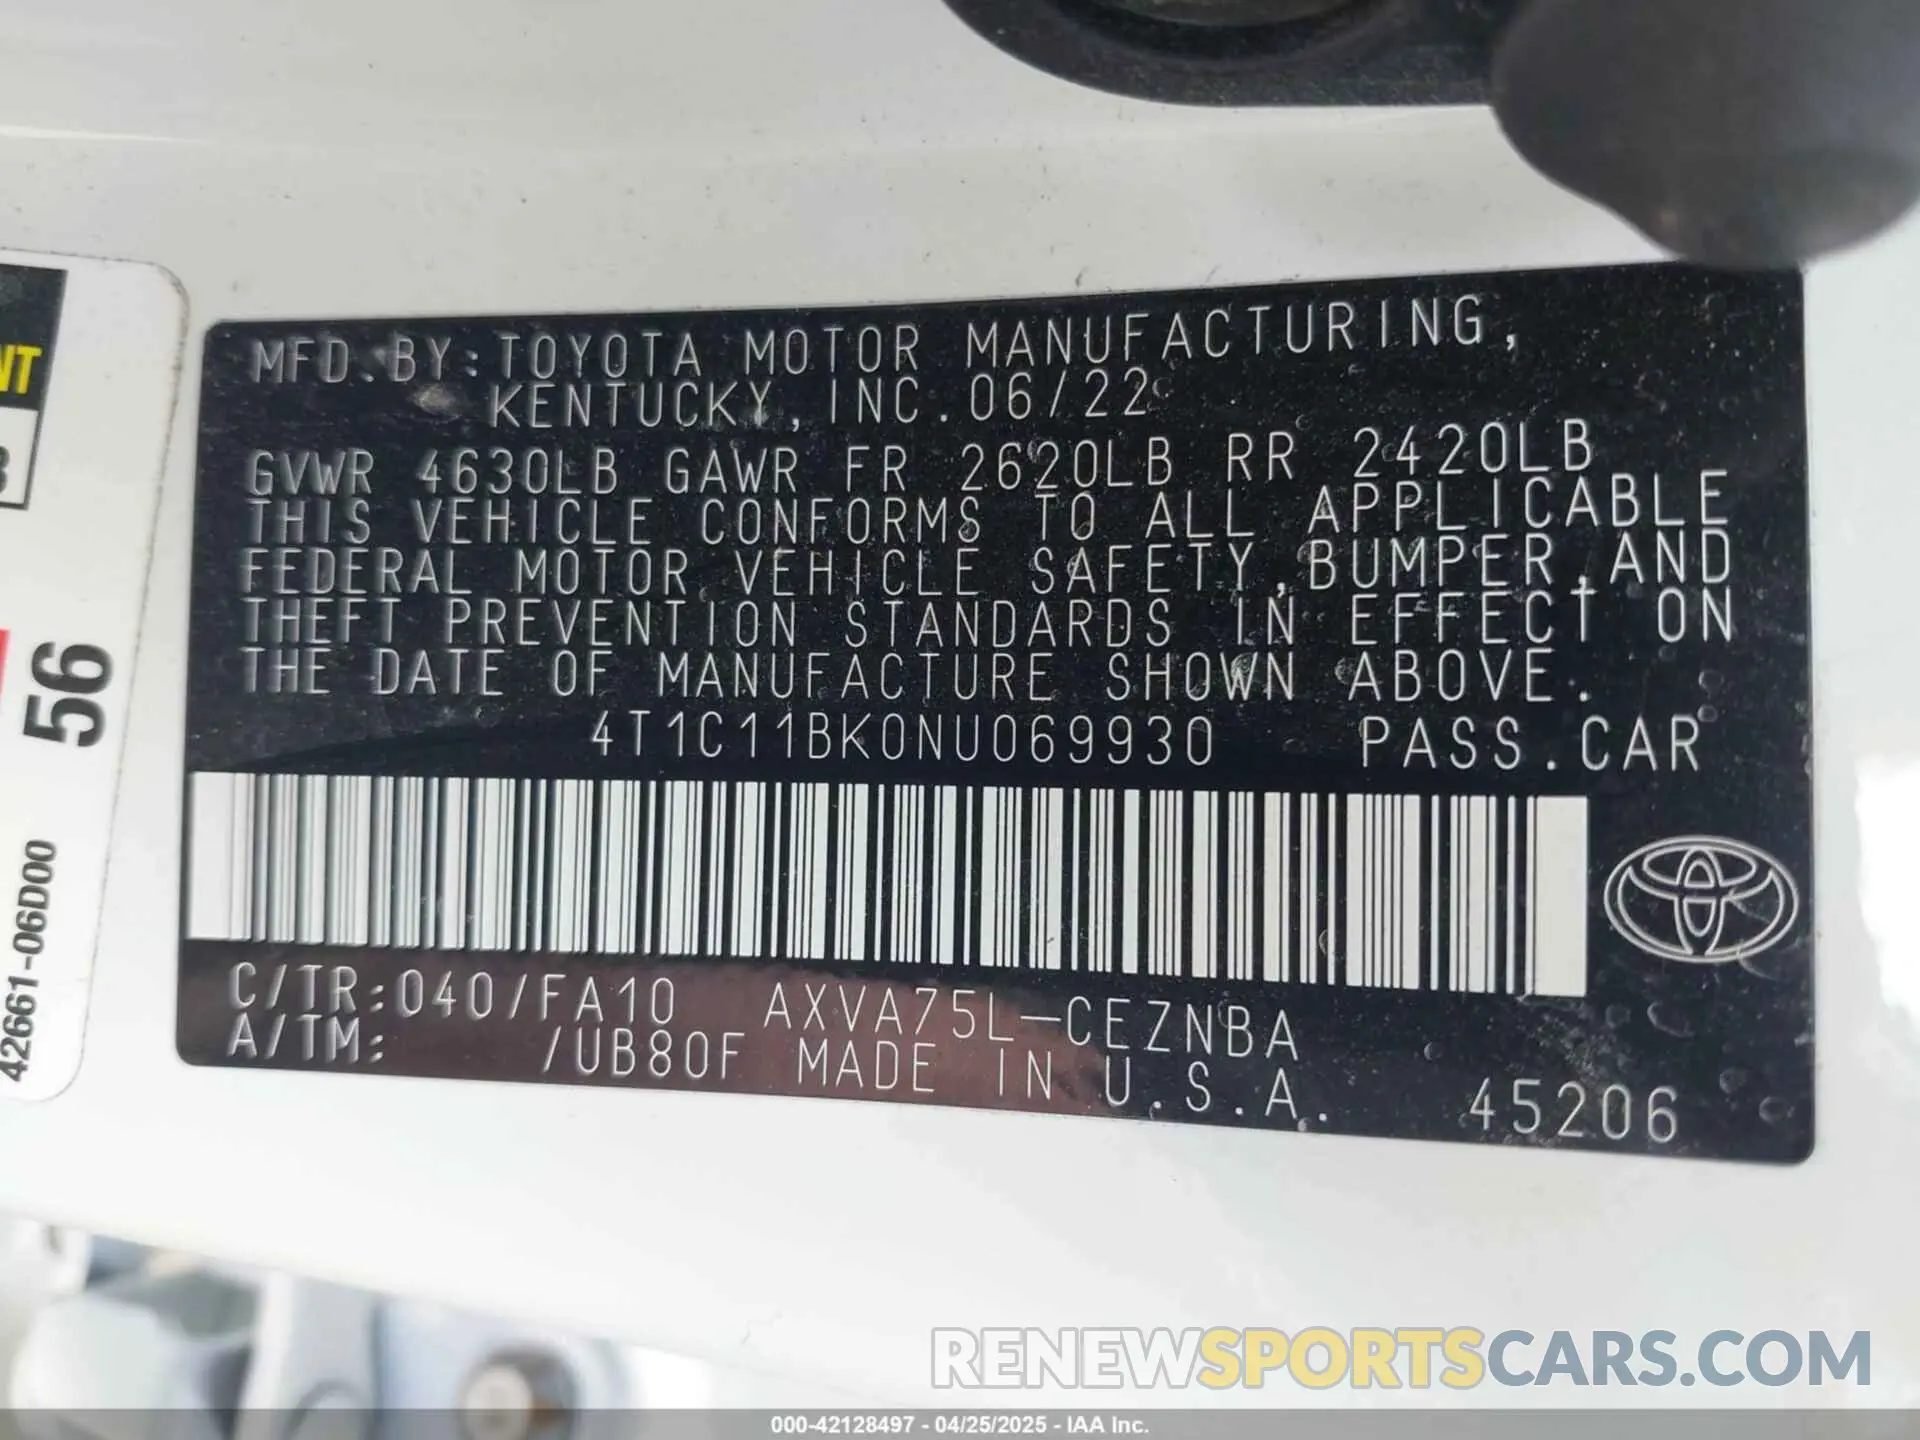 MFD.BY:TOYOTA MOTOR MANUFACTURING,
KENTUCKY, INC.06/22
GVWR 4630LB GAWR FR 2620LB RR 2420LB
THIS VEHICLE CONFORMS TO ALL APPLICABLE
FEDERAL MOTOR VEHICLE SAFETY,BUMPER,AND
THEFT PREVENTION STANDARDS IN EFFECT ON
THE DATE OF MANUFACTURE SHOWN ABOVE.
4T1C11BK0NU069930 PASS.CAR
C/TR:040/FA10 AXVA75L-CEZNBA
A/TM: /UB80F MADE IN U.S.A. 45206
NT
56
42661-06D00
RENEWSPORTSCARS.COM
000-42128497 - 04/25/2025 - IAA Inc.